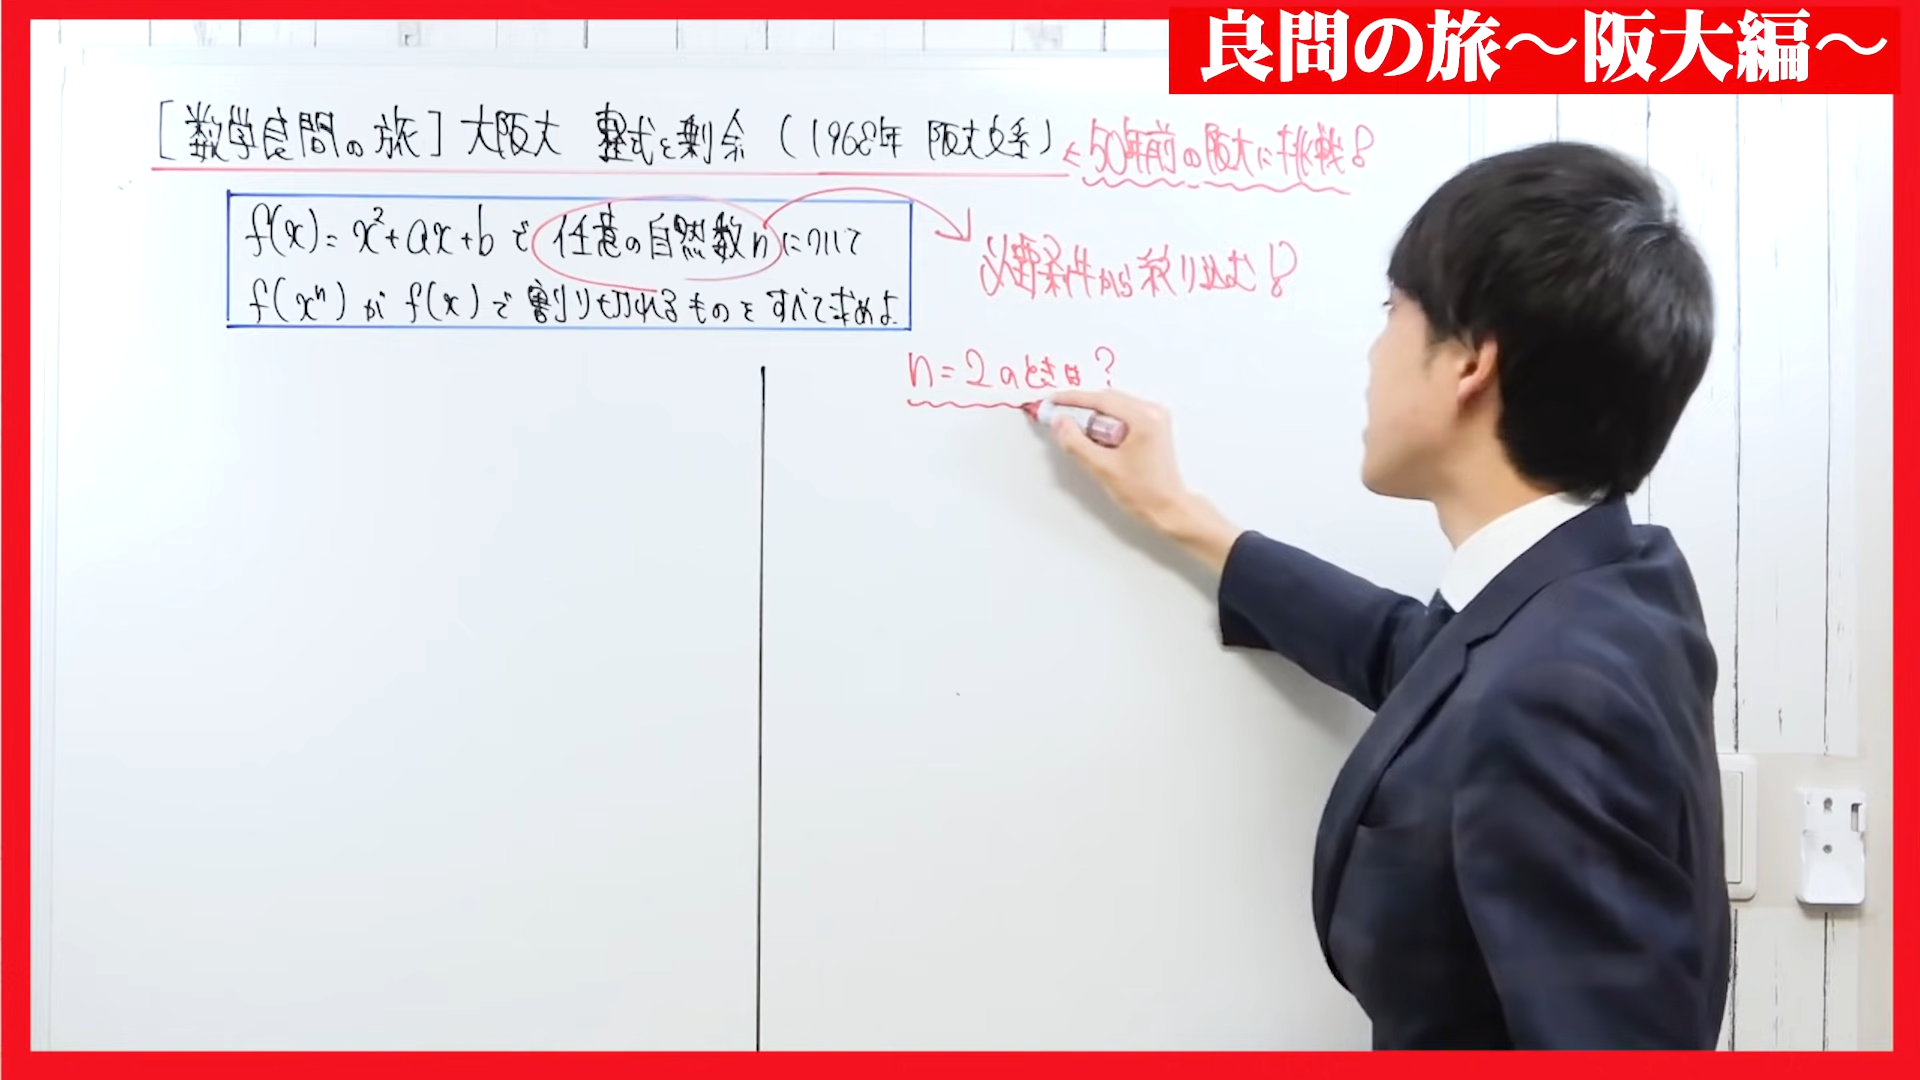 良問の旅～阪大編～
[数学良問の旅] 大阪大 整式と剰余 (1968年 阪大文系)
← 50年前の阪大に挑戦!
f(x)=x²+ax+b で 任意の自然数nについて
f(xⁿ) が f(x) で 割り切れるものをすべて求めよ.
必要条件から絞り込む!
n=2のときは?